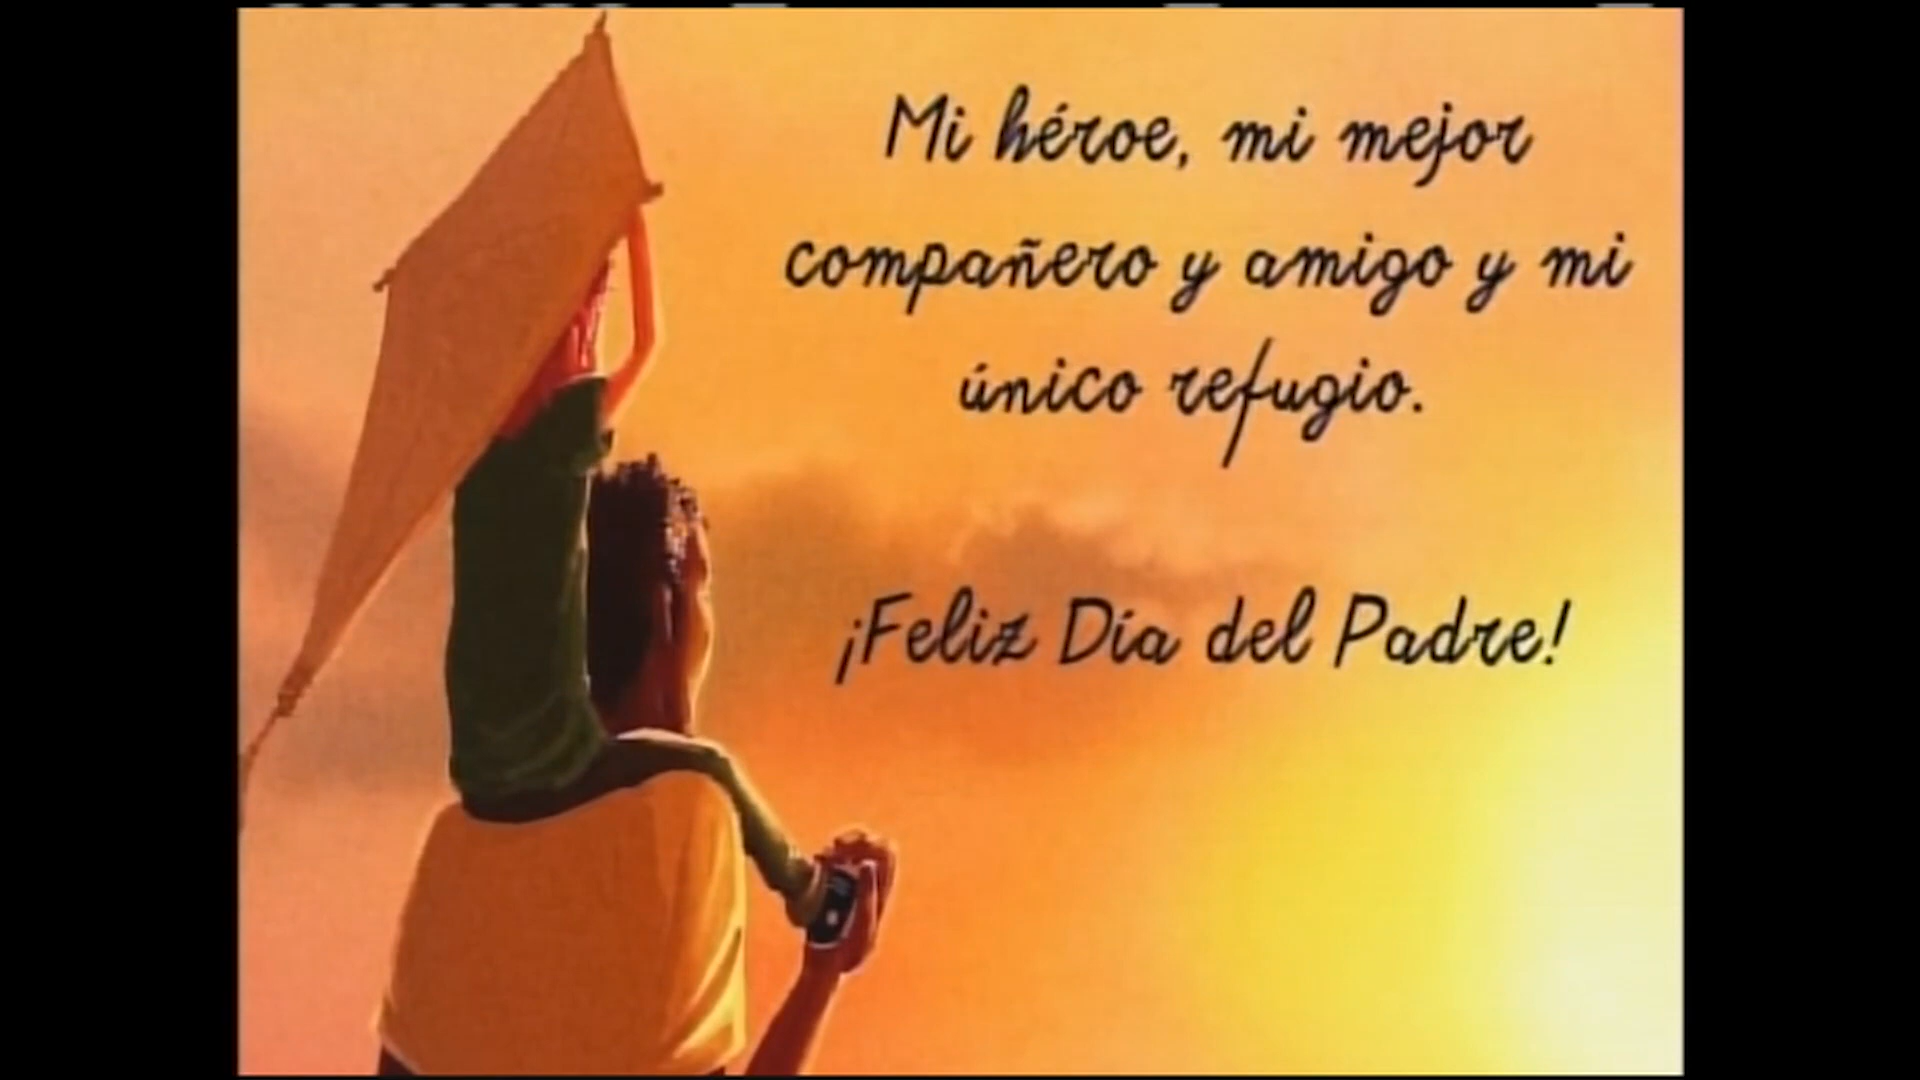 Mi héroe, mi mejor
compañero y amigo y mi
único refugio.
¡Feliz Día del Padre!